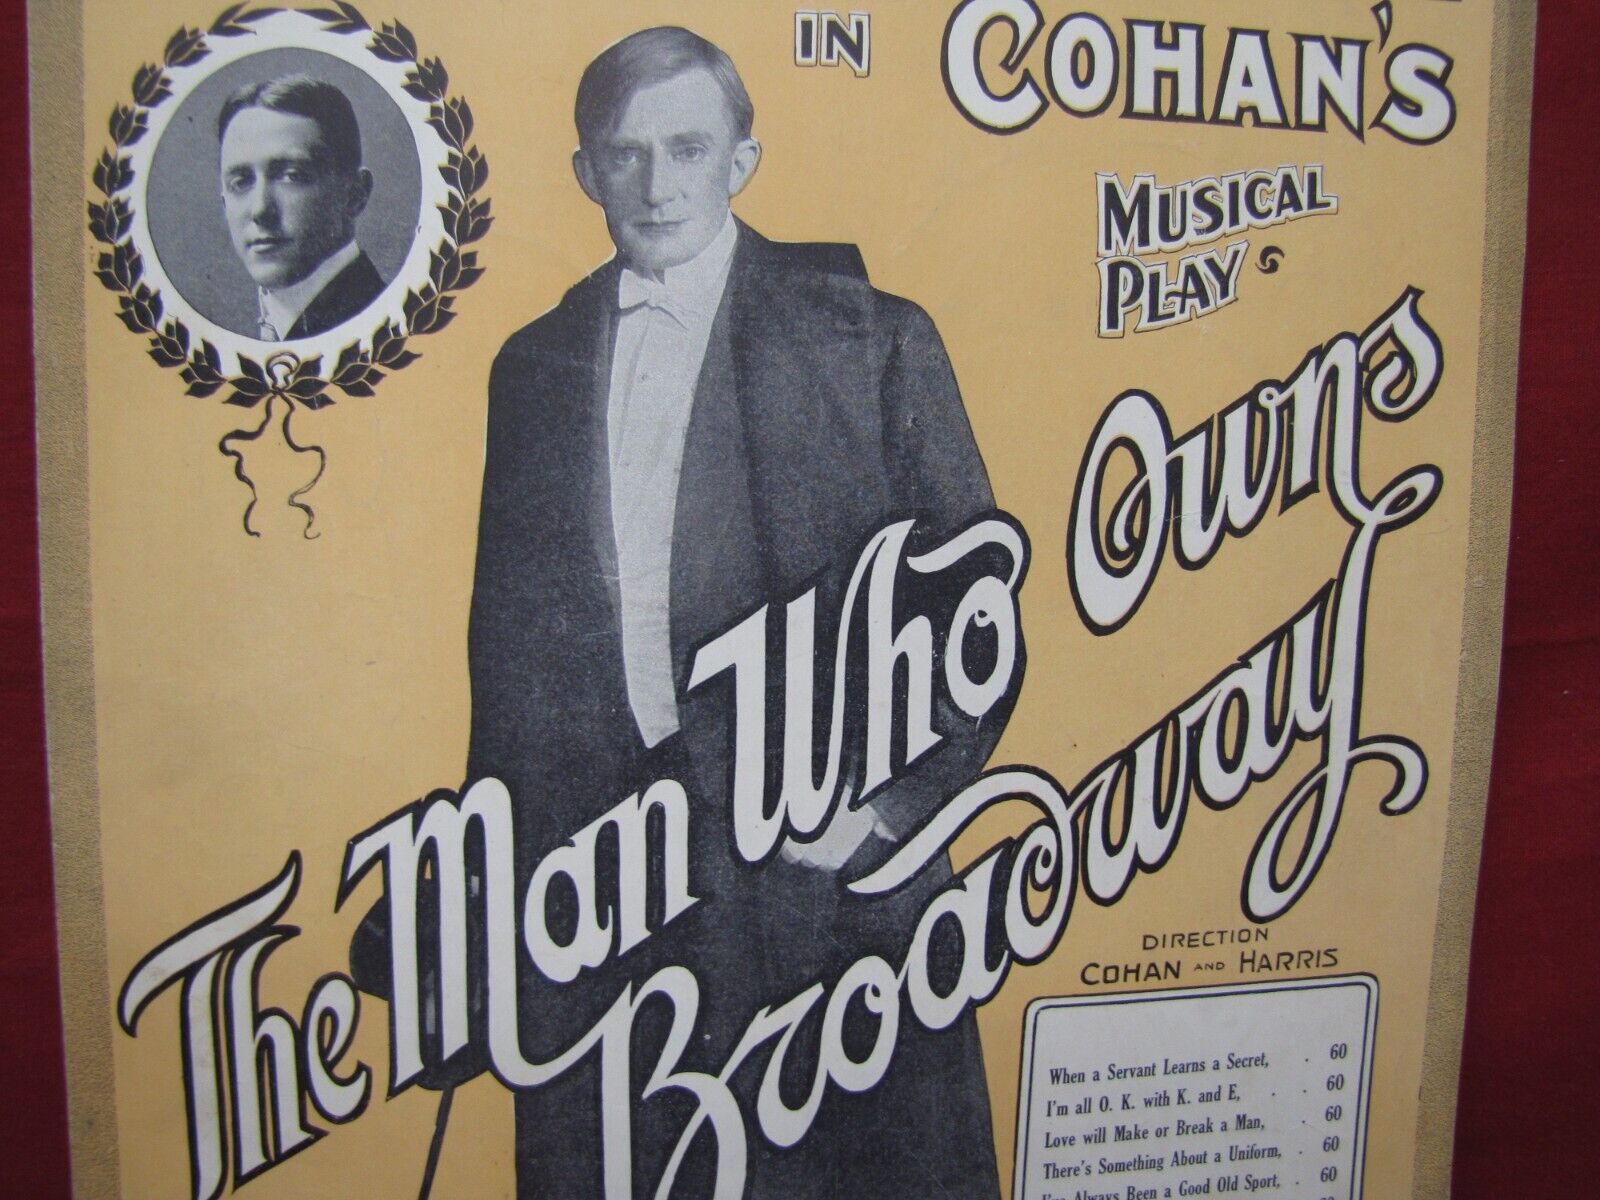 IN
COHAN'S
MUSICAL
PLAY
The Man Who Owns
Broadway
DIRECTION
COHAN AND HARRIS
When a Servant Learns a Secret, . 60
I'm all O. K. with K. and E, . . 60
Love will Make or Break a Man, . 60
There's Something About a Uniform, . 60
I've Always Been a Good Old Sport, . 60